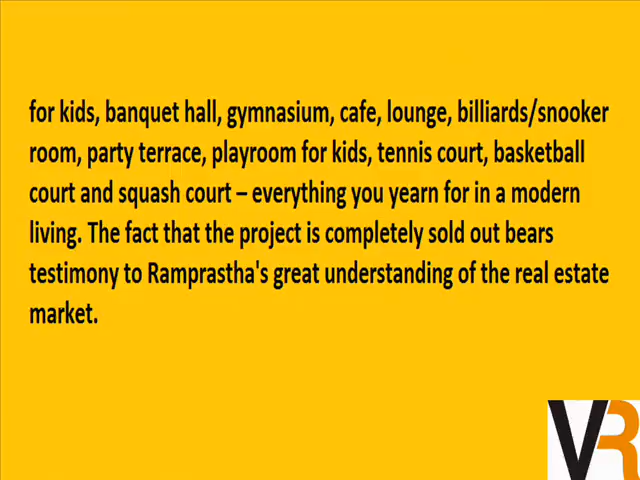 for kids, banquet hall, gymnasium, cafe, lounge, billiards/snooker
room, party terrace, playroom for kids, tennis court, basketball
court and squash court – everything you yearn for in a modern
living. The fact that the project is completely sold out bears
testimony to Ramprastha's great understanding of the real estate
market.
VR